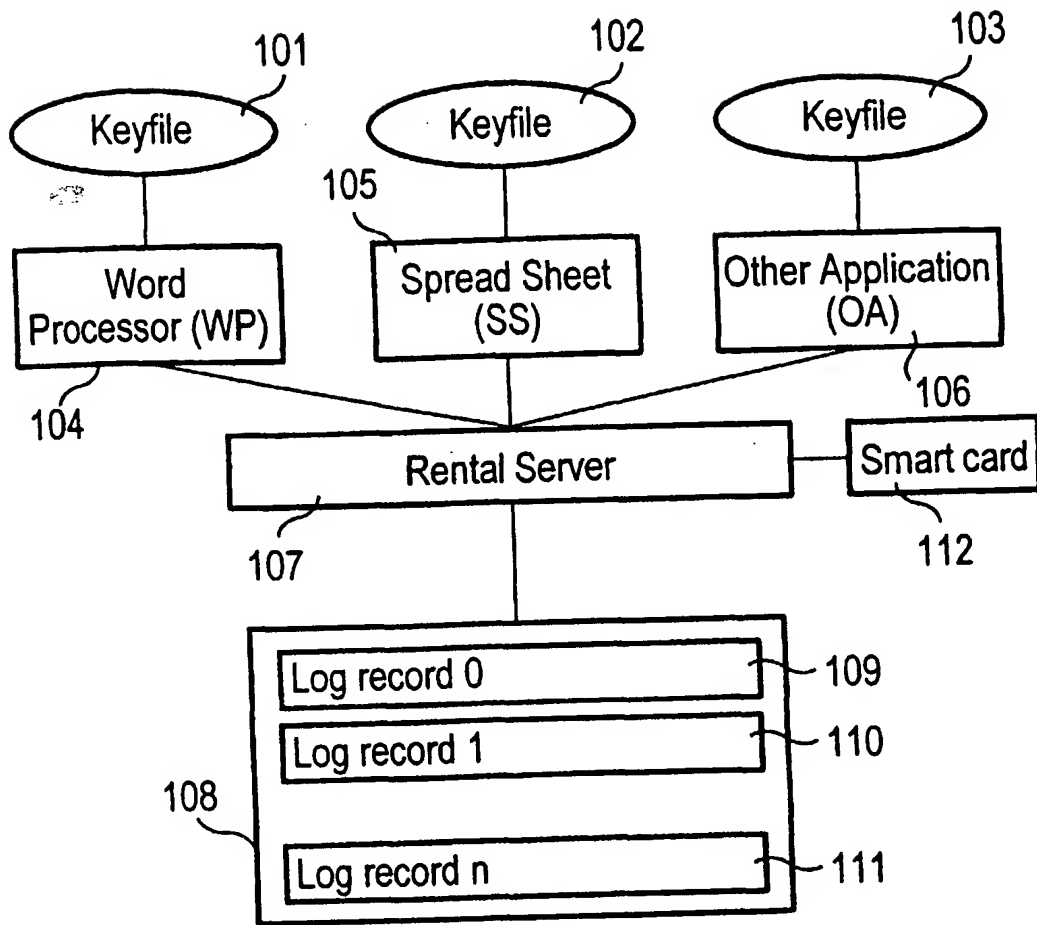 101
102
103
Keyfile
Keyfile
Keyfile
105
Word
Processor (WP)
Spread Sheet
(SS)
Other Application
(OA)
104
106
Rental Server
Smart card
107
112
Log record 0
109
Log record 1
110
108
Log record n
111